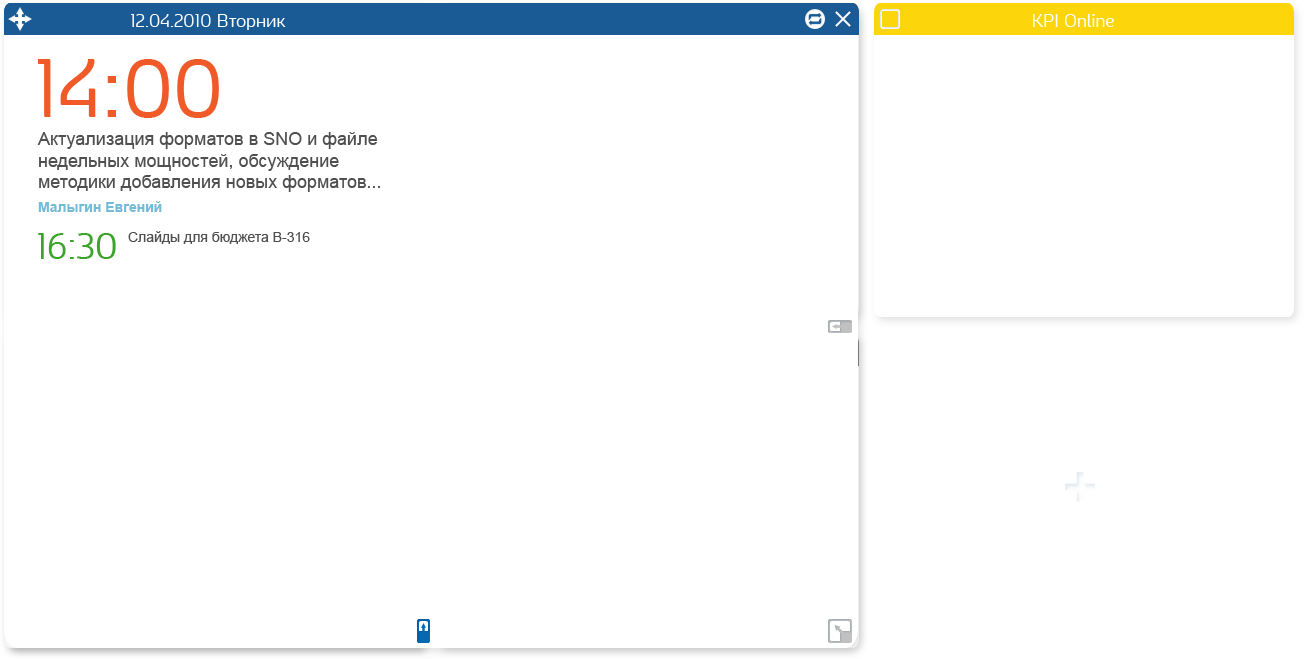 12.04.2010 Вторник
14:00
Актуализация форматов в SNO и файле
недельных мощностей, обсуждение
методики добавления новых форматов...
Малыгин Евгений
16:30 Слайды для бюджета В-316
KPI Online